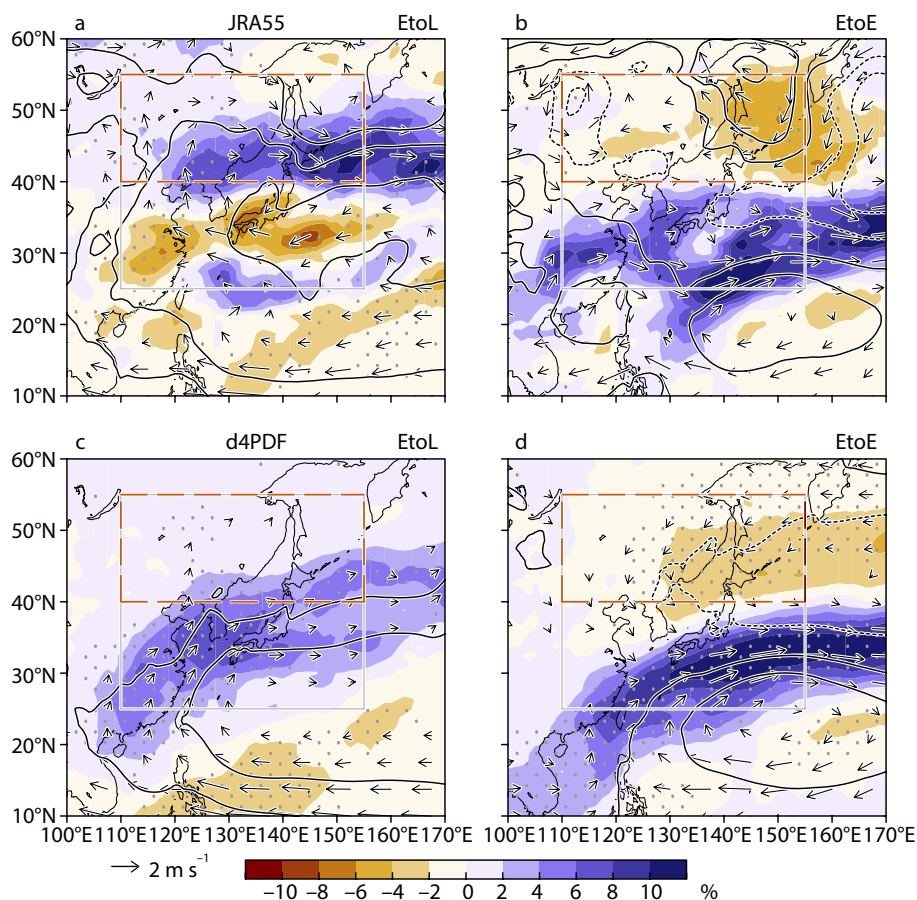 a JRA55 EtoL b EtoE
60°N
50°N
40°N
30°N
20°N
10°N
c d4PDF EtoL d EtoE
60°N
50°N
40°N
30°N
20°N
10°N
100°E 110°E 120°E 130°E 140°E 150°E 160°E 170°E 100°E 110°E 120°E 130°E 140°E 150°E 160°E 170°E
2 m s⁻¹ −10 −8 −6 −4 −2 0 2 4 6 8 10 %